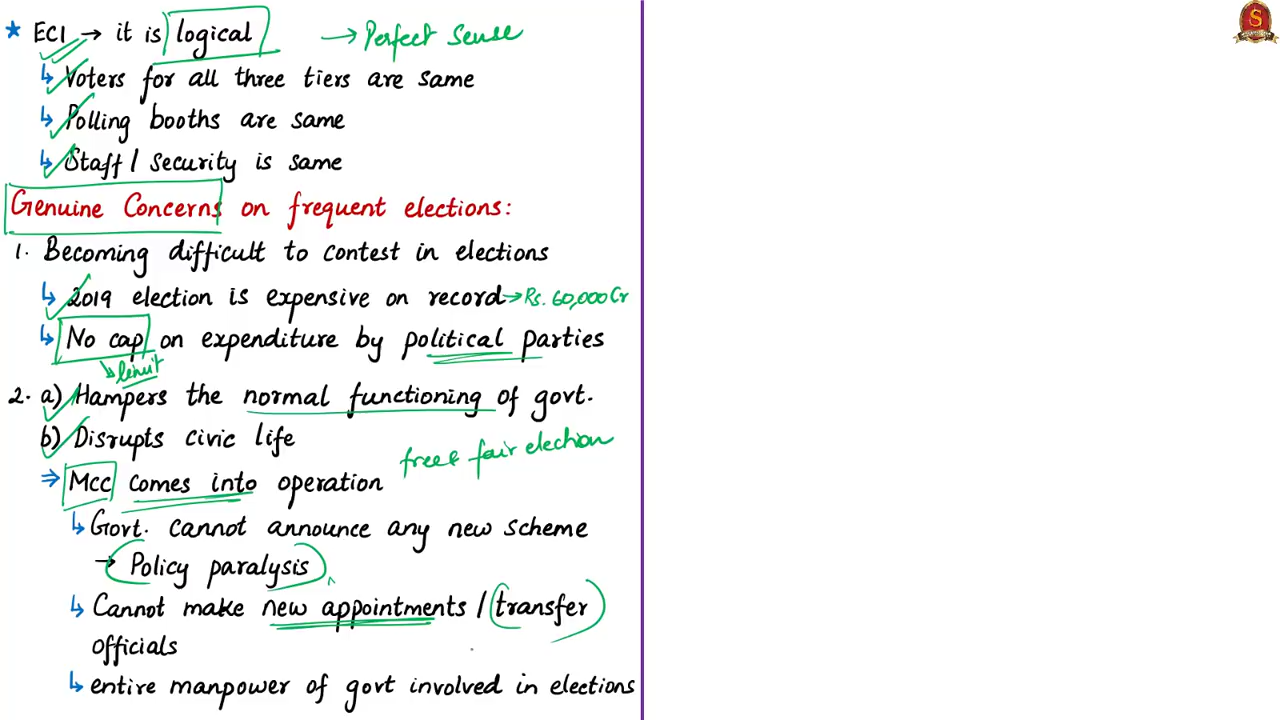 ★ ECI → it is logical → Perfect Sense
↳ Voters for all three tiers are same
↳ Polling booths are same
↳ Staff / security is same
Genuine Concerns on frequent elections:
1. Becoming difficult to contest in elections
↳ 2019 election is expensive on record → Rs. 60,000 Cr
↳ No cap on expenditure by political parties
↘ limit
2. a) Hampers the normal functioning of govt.
b) Disrupts civic life
free & fair election
⇒ MCC comes into operation
↳ Govt. cannot announce any new scheme
→ Policy paralysis
↳ Cannot make new appointments / transfer
officials
↳ entire manpower of govt involved in elections
S